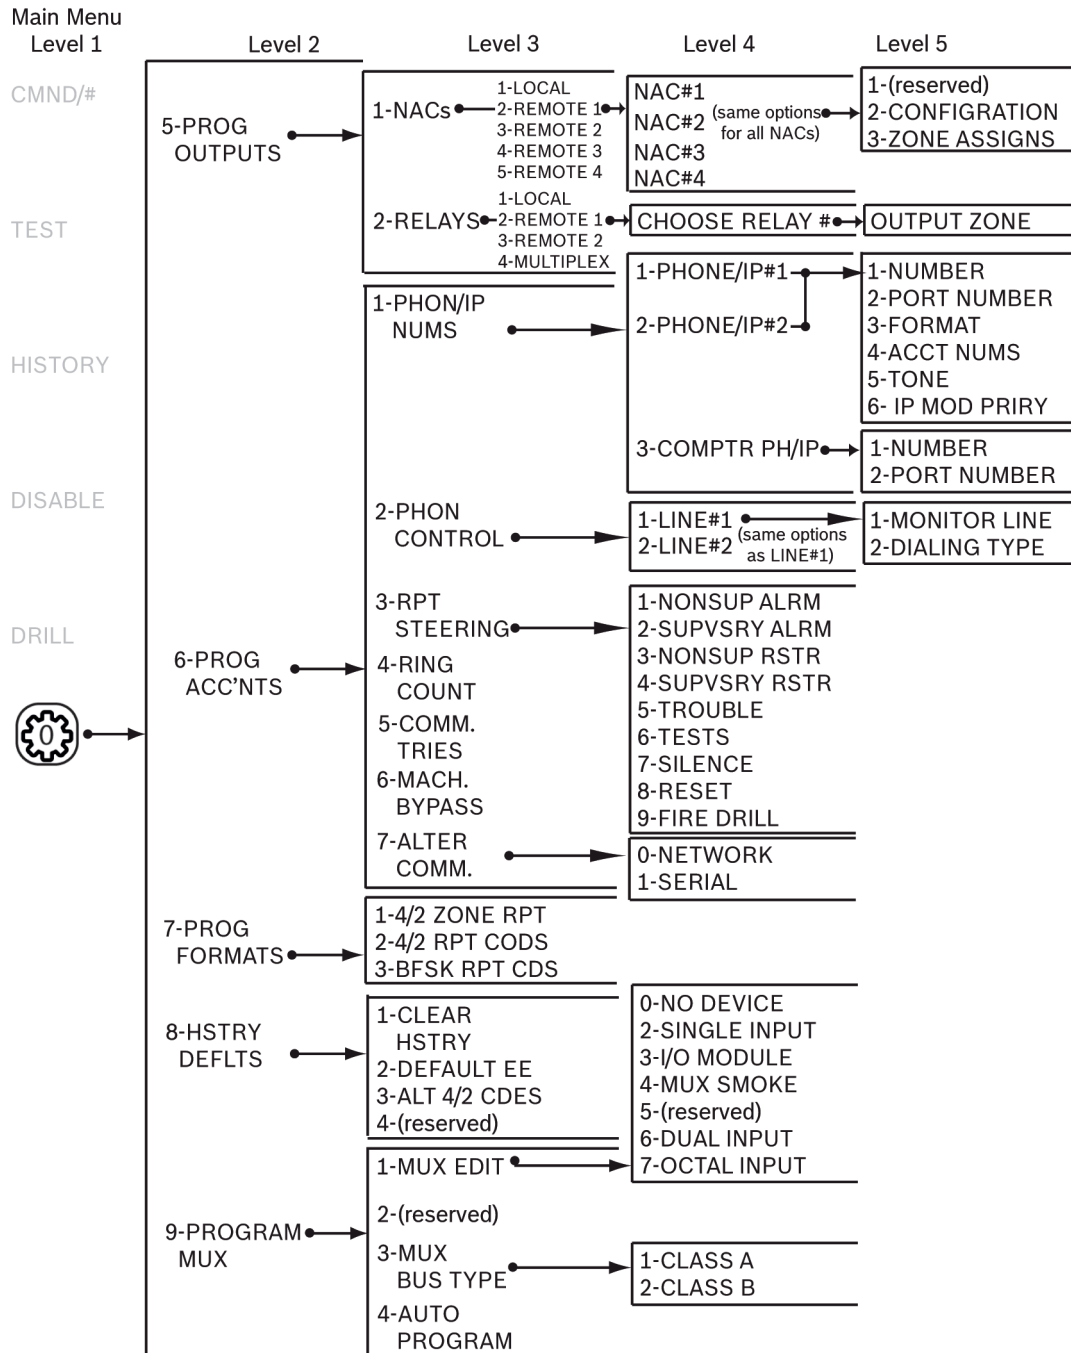 Main Menu
Level 1
Level 2
Level 3
Level 4
Level 5
CMND/#
TEST
HISTORY
DISABLE
DRILL
0
5-PROG
OUTPUTS
1-NACs
1-LOCAL
2-REMOTE 1
3-REMOTE 2
4-REMOTE 3
5-REMOTE 4
NAC#1
NAC#2
NAC#3
NAC#4
(same options
for all NACs)
1-(reserved)
2-CONFIGRATION
3-ZONE ASSIGNS
2-RELAYS
1-LOCAL
2-REMOTE 1
3-REMOTE 2
4-MULTIPLEX
CHOOSE RELAY #
OUTPUT ZONE
6-PROG
ACC'NTS
1-PHON/IP
NUMS
1-PHONE/IP#1
2-PHONE/IP#2
1-NUMBER
2-PORT NUMBER
3-FORMAT
4-ACCT NUMS
5-TONE
6- IP MOD PRIRY
3-COMPTR PH/IP
1-NUMBER
2-PORT NUMBER
2-PHON
CONTROL
1-LINE#1
2-LINE#2
(same options
as LINE#1)
1-MONITOR LINE
2-DIALING TYPE
3-RPT
STEERING
1-NONSUP ALRM
2-SUPVSRY ALRM
3-NONSUP RSTR
4-SUPVSRY RSTR
5-TROUBLE
6-TESTS
7-SILENCE
8-RESET
9-FIRE DRILL
4-RING
COUNT
5-COMM.
TRIES
6-MACH.
BYPASS
7-ALTER
COMM.
0-NETWORK
1-SERIAL
7-PROG
FORMATS
1-4/2 ZONE RPT
2-4/2 RPT CODS
3-BFSK RPT CDS
8-HSTRY
DEFLTS
1-CLEAR
HSTRY
2-DEFAULT EE
3-ALT 4/2 CDES
4-(reserved)
9-PROGRAM
MUX
1-MUX EDIT
0-NO DEVICE
2-SINGLE INPUT
3-I/O MODULE
4-MUX SMOKE
5-(reserved)
6-DUAL INPUT
7-OCTAL INPUT
2-(reserved)
3-MUX
BUS TYPE
1-CLASS A
2-CLASS B
4-AUTO
PROGRAM